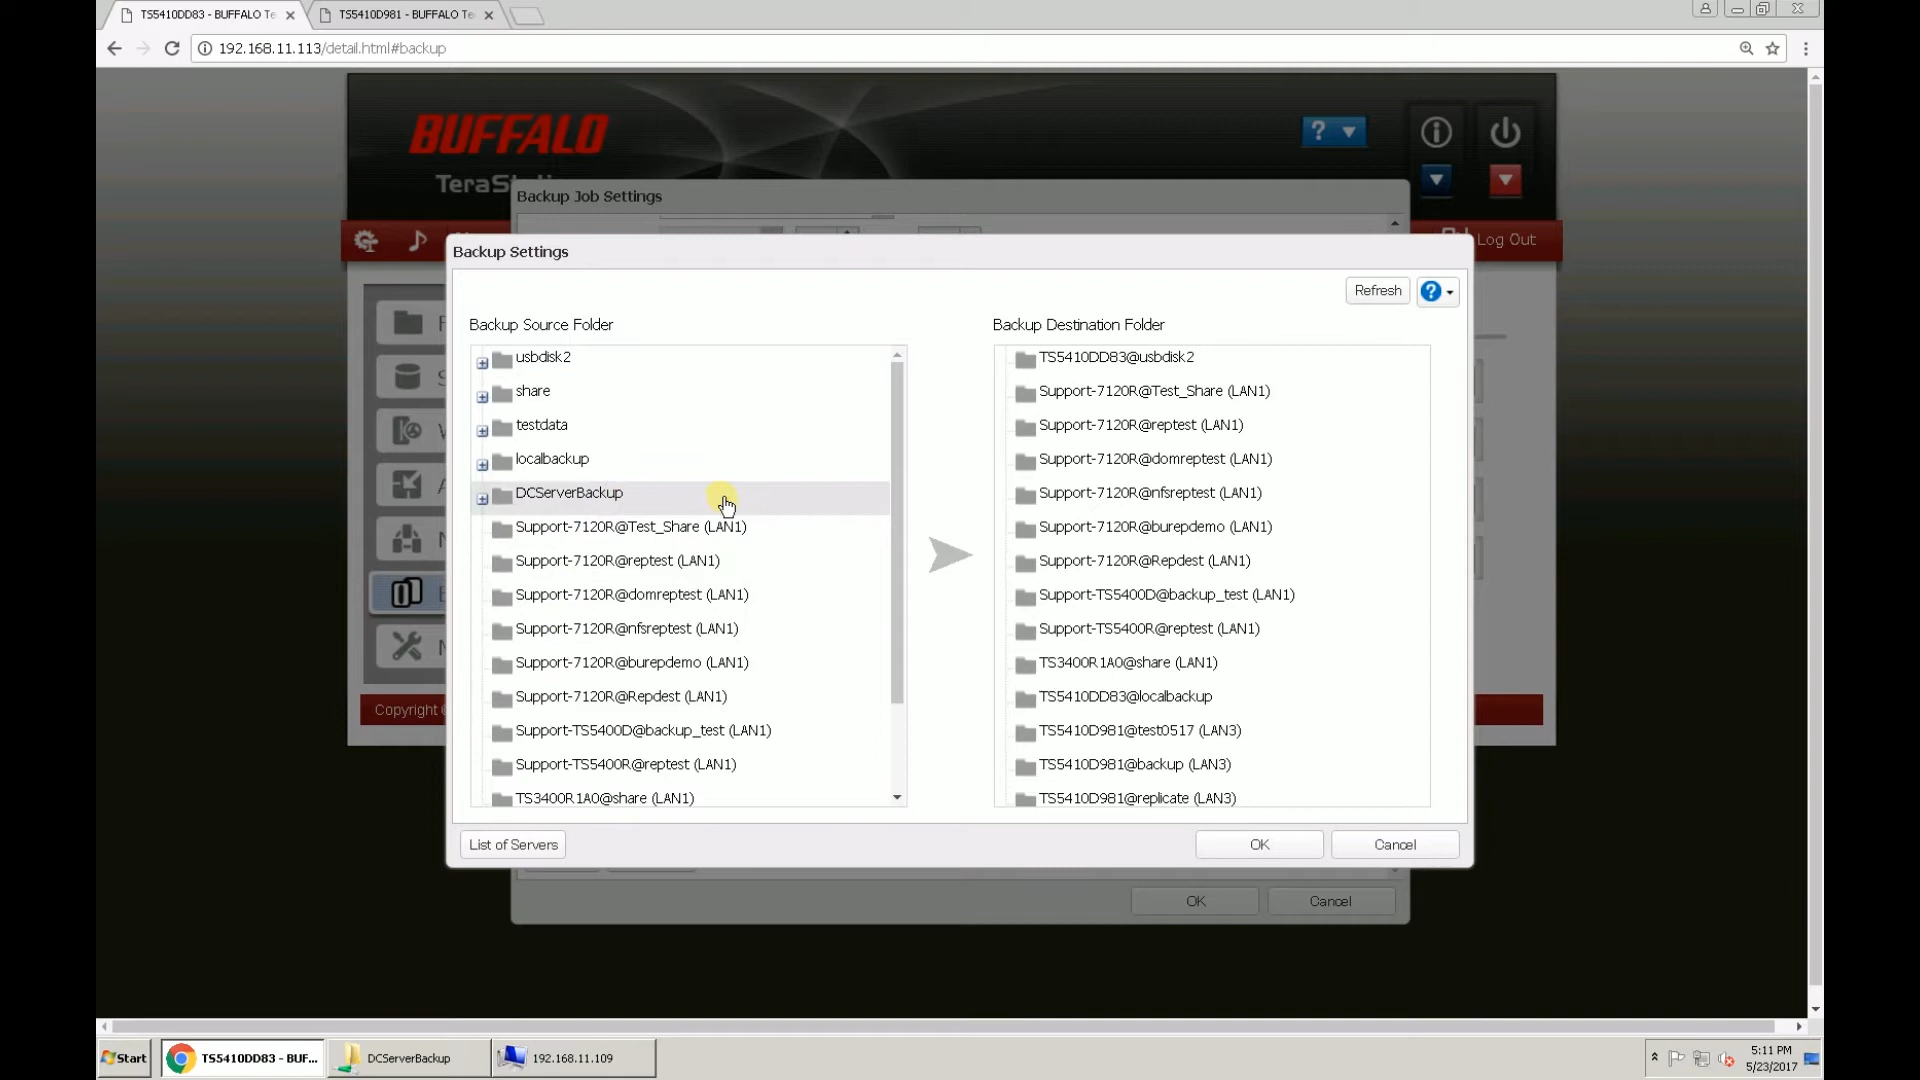 TS5410DD83 - BUFFALO Te
TS5410D981 - BUFFALO Te
192.168.11.113/detail.html#backup
BUFFALO
?
TeraSt
Backup Job Settings
Log Out
Backup Settings
Refresh
?
Backup Source Folder
Backup Destination Folder
usbdisk2
share
testdata
localbackup
DCServerBackup
Support-7120R@Test_Share (LAN1)
Support-7120R@reptest (LAN1)
Support-7120R@domreptest (LAN1)
Support-7120R@nfsreptest (LAN1)
Support-7120R@burepdemo (LAN1)
Support-7120R@Repdest (LAN1)
Support-TS5400D@backup_test (LAN1)
Support-TS5400R@reptest (LAN1)
TS3400R1A0@share (LAN1)
TS5410DD83@usbdisk2
Support-7120R@Test_Share (LAN1)
Support-7120R@reptest (LAN1)
Support-7120R@domreptest (LAN1)
Support-7120R@nfsreptest (LAN1)
Support-7120R@burepdemo (LAN1)
Support-7120R@Repdest (LAN1)
Support-TS5400D@backup_test (LAN1)
Support-TS5400R@reptest (LAN1)
TS3400R1A0@share (LAN1)
TS5410DD83@localbackup
TS5410D981@test0517 (LAN3)
TS5410D981@backup (LAN3)
TS5410D981@replicate (LAN3)
Copyright
List of Servers
OK
Cancel
OK
Cancel
Start
TS5410DD83 - BUF...
DCServerBackup
192.168.11.109
5:11 PM
5/23/2017